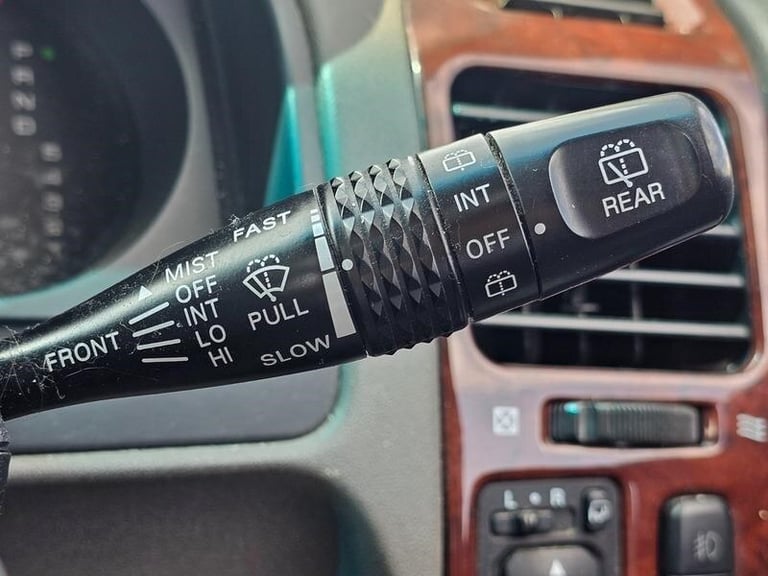 FAST
MIST
OFF
INT
LO
HI
FRONT
PULL
SLOW
INT
OFF
REAR
L R